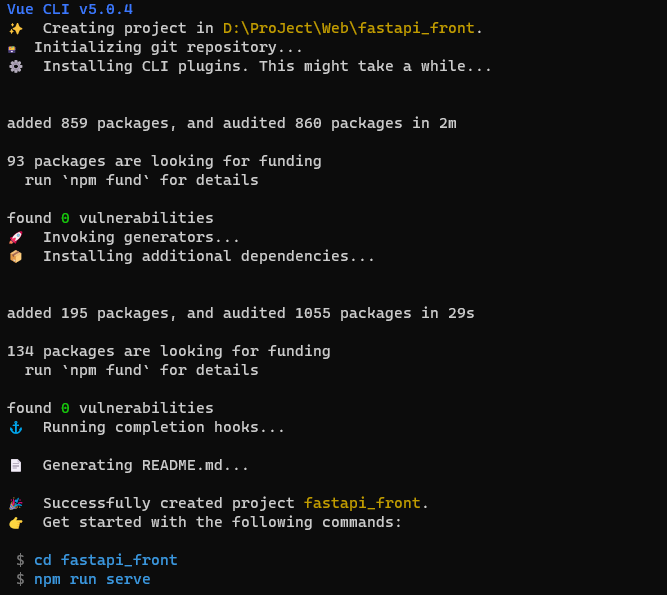 Vue CLI v5.0.4
✨  Creating project in D:\ProJect\Web\fastapi_front.
🗃  Initializing git repository...
⚙️  Installing CLI plugins. This might take a while...
added 859 packages, and audited 860 packages in 2m
93 packages are looking for funding
  run `npm fund` for details
found 0 vulnerabilities
🚀  Invoking generators...
📦  Installing additional dependencies...
added 195 packages, and audited 1055 packages in 29s
134 packages are looking for funding
  run `npm fund` for details
found 0 vulnerabilities
⚓  Running completion hooks...
📄  Generating README.md...
🎉  Successfully created project fastapi_front.
👉  Get started with the following commands:
 $ cd fastapi_front
 $ npm run serve